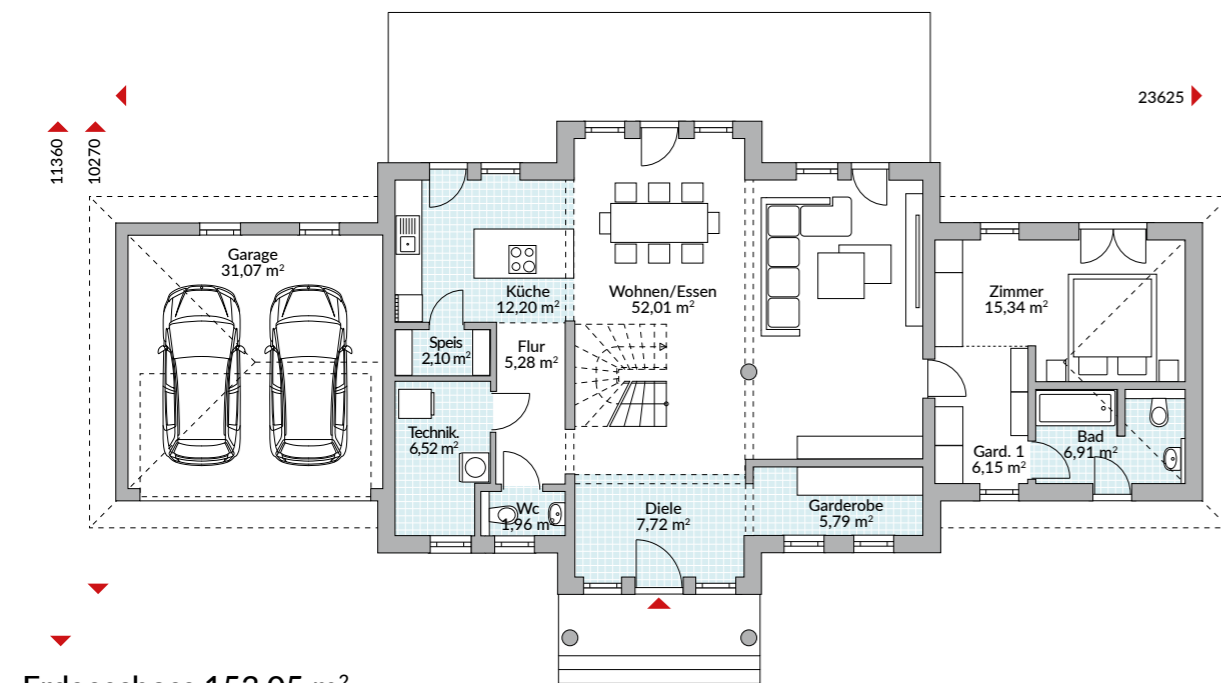 23625
11360
10270
Garage
31,07 m²
Küche
12,20 m²
Wohnen/Essen
52,01 m²
Zimmer
15,34 m²
Speis
2,10 m²
Flur
5,28 m²
Technik.
6,52 m²
Gard. 1
6,15 m²
Bad
6,91 m²
Wc
1,96 m²
Diele
7,72 m²
Garderobe
5,79 m²